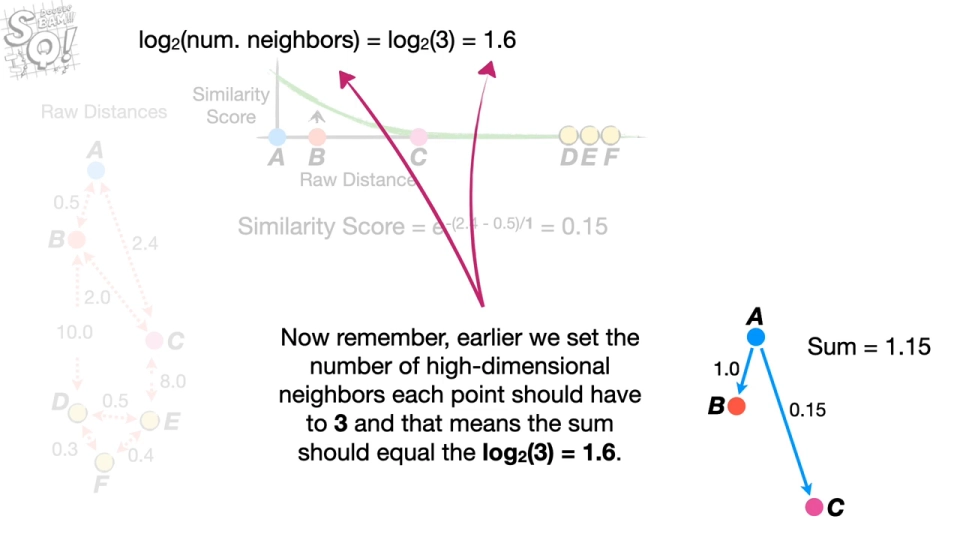 DOUBLE
BAM!!
SQ!
log₂(num. neighbors) = log₂(3) = 1.6
Raw Distances
Similarity
Score
A B C D E F
Raw Distance
Similarity Score = e-(2.4 - 0.5)/1 = 0.15
A
0.5
B
2.4
2.0
10.0
C
8.0
D
0.5
E
0.3
0.4
F
Now remember, earlier we set the
number of high-dimensional
neighbors each point should have
to 3 and that means the sum
should equal the log₂(3) = 1.6.
A
Sum = 1.15
1.0
B
0.15
C